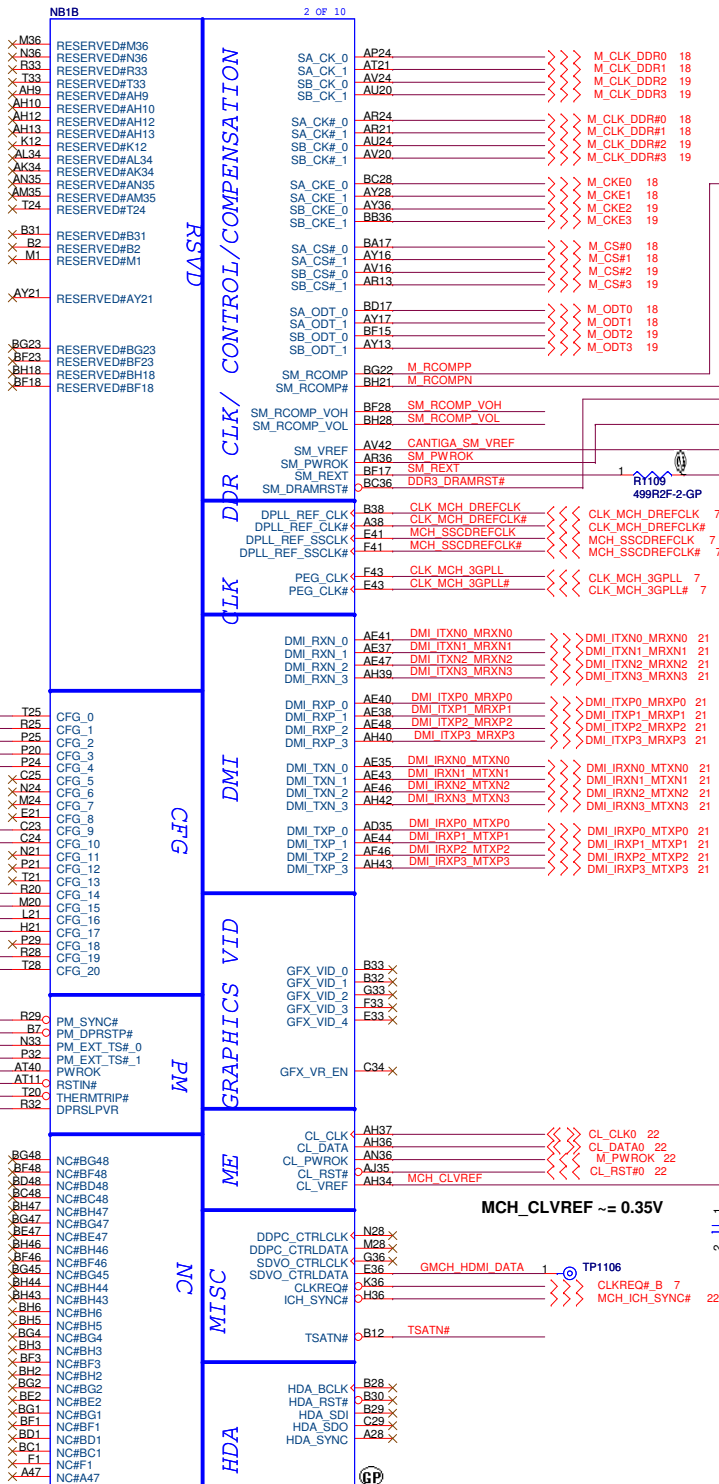 NB1B
2 OF 10
M36 RESERVED#M36
N36 RESERVED#N36
R33 RESERVED#R33
T33 RESERVED#T33
AH9 RESERVED#AH9
AH10 RESERVED#AH10
AH12 RESERVED#AH12
AH13 RESERVED#AH13
K12 RESERVED#K12
AL34 RESERVED#AL34
AK34 RESERVED#AK34
AN35 RESERVED#AN35
AM35 RESERVED#AM35
T24 RESERVED#T24
B31 RESERVED#B31
B2 RESERVED#B2
M1 RESERVED#M1
AY21 RESERVED#AY21
BG23 RESERVED#BG23
BF23 RESERVED#BF23
BH18 RESERVED#BH18
BF18 RESERVED#BF18
RSVD
T25 CFG_0
R25 CFG_1
P25 CFG_2
P20 CFG_3
P24 CFG_4
C25 CFG_5
N24 CFG_6
M24 CFG_7
E21 CFG_8
C23 CFG_9
C24 CFG_10
N21 CFG_11
P21 CFG_12
T21 CFG_13
R20 CFG_14
M20 CFG_15
L21 CFG_16
H21 CFG_17
P29 CFG_18
R28 CFG_19
T28 CFG_20
CFG
R29 PM_SYNC#
B7 PM_DPRSTP#
N33 PM_EXT_TS#_0
P32 PM_EXT_TS#_1
AT40 PWROK
AT11 RSTIN#
T20 THERMTRIP#
R32 DPRSLPVR
PM
BG48 NC#BG48
BF48 NC#BF48
BD48 NC#BD48
BC48 NC#BC48
BH47 NC#BH47
BG47 NC#BG47
BE47 NC#BE47
BH46 NC#BH46
BF46 NC#BF46
BG45 NC#BG45
BH44 NC#BH44
BH43 NC#BH43
BH6 NC#BH6
BH5 NC#BH5
BG4 NC#BG4
BH3 NC#BH3
BF3 NC#BF3
BH2 NC#BH2
BG2 NC#BG2
BE2 NC#BE2
BG1 NC#BG1
BF1 NC#BF1
BD1 NC#BD1
BC1 NC#BC1
F1 NC#F1
A47 NC#A47
NC
DDR CLK/ CONTROL/COMPENSATION
SA_CK_0 AP24 M_CLK_DDR0 18
SA_CK_1 AT21 M_CLK_DDR1 18
SB_CK_0 AV24 M_CLK_DDR2 19
SB_CK_1 AU20 M_CLK_DDR3 19
SA_CK#_0 AR24 M_CLK_DDR#0 18
SA_CK#_1 AR21 M_CLK_DDR#1 18
SB_CK#_0 AU24 M_CLK_DDR#2 19
SB_CK#_1 AV20 M_CLK_DDR#3 19
SA_CKE_0 BC28 M_CKE0 18
SA_CKE_1 AY28 M_CKE1 18
SB_CKE_0 AY36 M_CKE2 19
SB_CKE_1 BB36 M_CKE3 19
SA_CS#_0 BA17 M_CS#0 18
SA_CS#_1 AY16 M_CS#1 18
SB_CS#_0 AV16 M_CS#2 19
SB_CS#_1 AR13 M_CS#3 19
SA_ODT_0 BD17 M_ODT0 18
SA_ODT_1 AY17 M_ODT1 18
SB_ODT_0 BF15 M_ODT2 19
SB_ODT_1 AY13 M_ODT3 19
SM_RCOMP BG22 M_RCOMPP
SM_RCOMP# BH21 M_RCOMPN
SM_RCOMP_VOH BF28 SM_RCOMP_VOH
SM_RCOMP_VOL BH28 SM_RCOMP_VOL
SM_VREF AV42 CANTIGA_SM_VREF
SM_PWROK AR36 SM_PWROK
SM_REXT BF17 SM_REXT
SM_DRAMRST# BC36 DDR3_DRAMRST#
1
R1109
499R2F-2-GP
CLK
DPLL_REF_CLK B38 CLK_MCH_DREFCLK CLK_MCH_DREFCLK 7
DPLL_REF_CLK# A38 CLK_MCH_DREFCLK# CLK_MCH_DREFCLK#
DPLL_REF_SSCLK E41 MCH_SSCDREFCLK MCH_SSCDREFCLK 7
DPLL_REF_SSCLK# F41 MCH_SSCDREFCLK# MCH_SSCDREFCLK# 7
PEG_CLK F43 CLK_MCH_3GPLL CLK_MCH_3GPLL 7
PEG_CLK# E43 CLK_MCH_3GPLL# CLK_MCH_3GPLL# 7
DMI
DMI_RXN_0 AE41 DMI_ITXN0_MRXN0 DMI_ITXN0_MRXN0 21
DMI_RXN_1 AE37 DMI_ITXN1_MRXN1 DMI_ITXN1_MRXN1 21
DMI_RXN_2 AE47 DMI_ITXN2_MRXN2 DMI_ITXN2_MRXN2 21
DMI_RXN_3 AH39 DMI_ITXN3_MRXN3 DMI_ITXN3_MRXN3 21
DMI_RXP_0 AE40 DMI_ITXP0_MRXP0 DMI_ITXP0_MRXP0 21
DMI_RXP_1 AE38 DMI_ITXP1_MRXP1 DMI_ITXP1_MRXP1 21
DMI_RXP_2 AE48 DMI_ITXP2_MRXP2 DMI_ITXP2_MRXP2 21
DMI_RXP_3 AH40 DMI_ITXP3_MRXP3 DMI_ITXP3_MRXP3 21
DMI_TXN_0 AE35 DMI_IRXN0_MTXN0 DMI_IRXN0_MTXN0 21
DMI_TXN_1 AE43 DMI_IRXN1_MTXN1 DMI_IRXN1_MTXN1 21
DMI_TXN_2 AE46 DMI_IRXN2_MTXN2 DMI_IRXN2_MTXN2 21
DMI_TXN_3 AH42 DMI_IRXN3_MTXN3 DMI_IRXN3_MTXN3 21
DMI_TXP_0 AD35 DMI_IRXP0_MTXP0 DMI_IRXP0_MTXP0 21
DMI_TXP_1 AE44 DMI_IRXP1_MTXP1 DMI_IRXP1_MTXP1 21
DMI_TXP_2 AF46 DMI_IRXP2_MTXP2 DMI_IRXP2_MTXP2 21
DMI_TXP_3 AH43 DMI_IRXP3_MTXP3 DMI_IRXP3_MTXP3 21
GRAPHICS VID
GFX_VID_0 B33
GFX_VID_1 B32
GFX_VID_2 G33
GFX_VID_3 F33
GFX_VID_4 E33
GFX_VR_EN C34
ME
CL_CLK AH37 CL_CLK0 22
CL_DATA AH36 CL_DATA0 22
CL_PWROK AN36 M_PWROK 22
CL_RST# AJ35 CL_RST#0 22
CL_VREF AH34 MCH_CLVREF
MCH_CLVREF ~= 0.35V
2 1
MISC
DDPC_CTRLCLK N28
DDPC_CTRLDATA M28
SDVO_CTRLCLK G36
SDVO_CTRLDATA E36 GMCH_HDMI_DATA 1 TP1106
CLKREQ# K36 CLKREQ#_B 7
ICH_SYNC# H36 MCH_ICH_SYNC# 22
TSATN# B12 TSATN#
HDA
HDA_BCLK B28
HDA_RST# B30
HDA_SDI B29
HDA_SDO C29
HDA_SYNC A28
GP